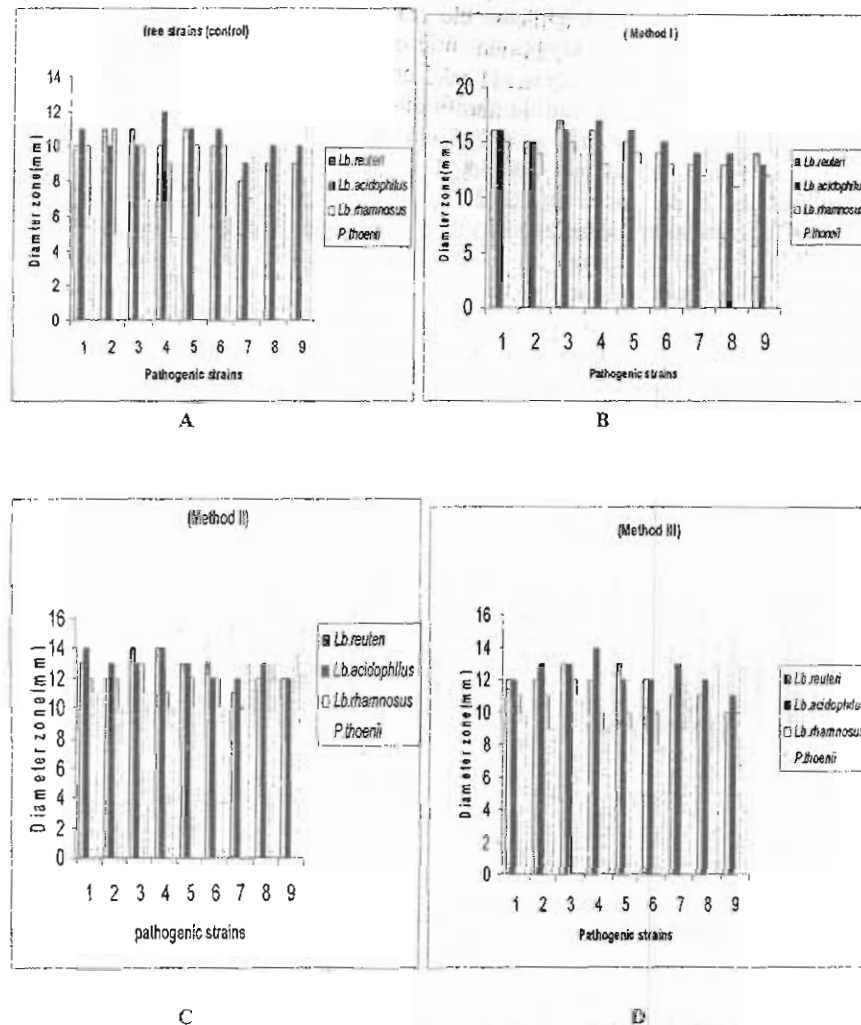 free strains (control)
14
12
10
8
6
4
2
0
Diameter zone(mm)
1 2 3 4 5 6 7 8 9
Pathogenic strains
Lb.reuteri
Lb.acidophilus
Lb.rhamnosus
P.thoenii
A
(Method I)
20
15
10
5
0
Diameter zone(mm)
1 2 3 4 5 6 7 8 9
Pathogenic strains
Lb.reuteri
Lb.acidophilus
Lb.rhamnosus
P.thoenii
B
(Method II)
16
14
12
10
8
6
4
2
0
Diameter zone(mm)
1 2 3 4 5 6 7 8 9
pathogenic strains
Lb.reuteri
Lb.acidophilus
Lb.rhamnosus
P.thoenii
C
(Method III)
16
14
12
10
8
6
4
2
0
Diameter zone(mm)
1 2 3 4 5 6 7 8 9
Pathogenic strains
Lb.reuteri
Lb.acidophilus
Lb.rhamnosus
P.thoenii
D